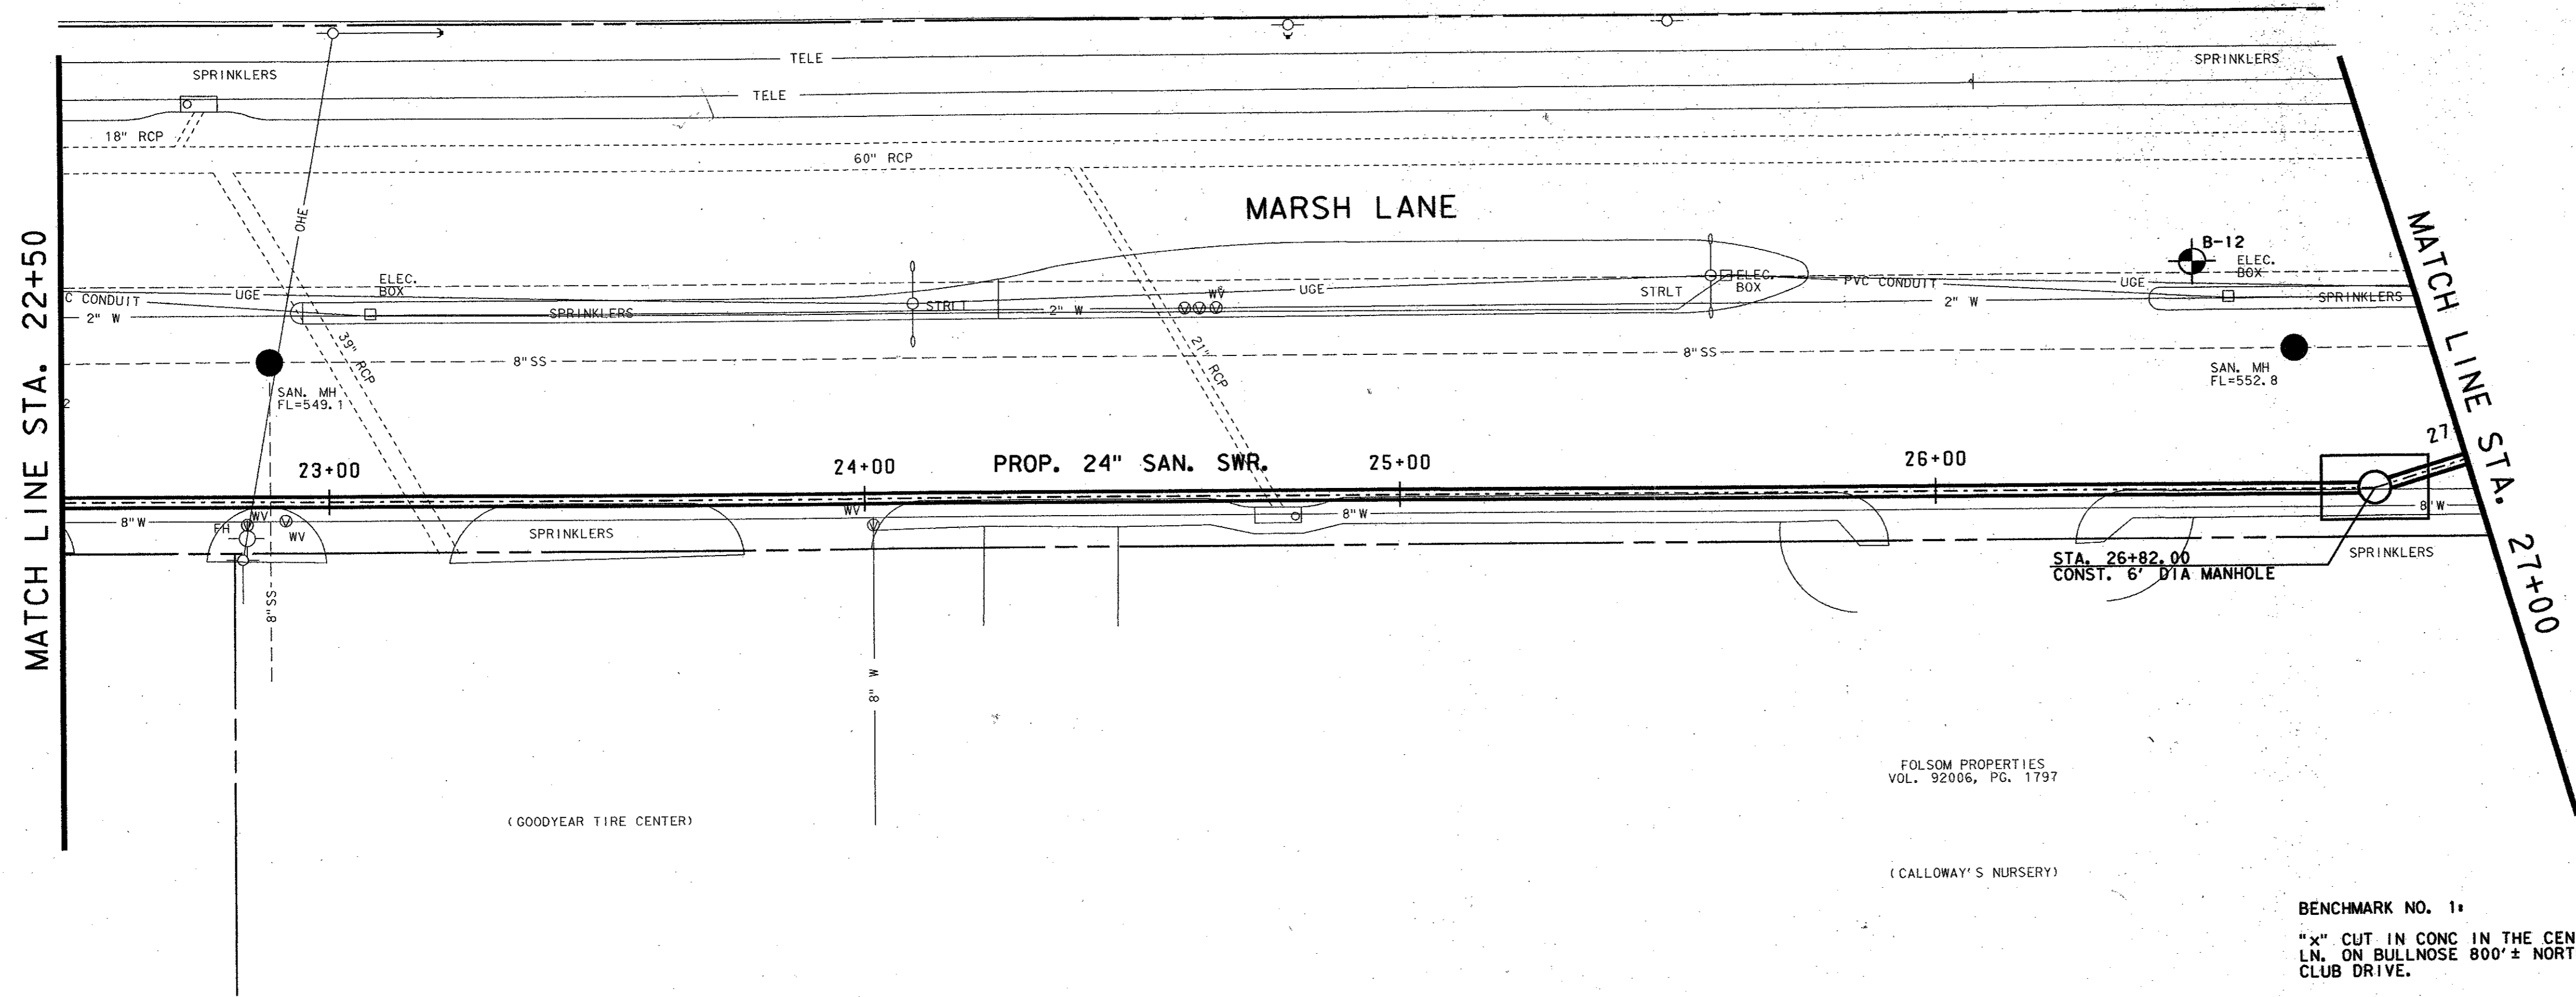 TELE
SPRINKLERS
SPRINKLERS
TELE
18" RCP
60" RCP
MARSH LANE
OHE
MATCH LINE STA. 22+50
MATCH LINE STA. 27+00
B-12
ELEC.
BOX
ELEC.
BOX
ELEC.
BOX
C CONDUIT
UGE
UGE
PVC CONDUIT
UGE
WV
STRLT
STRLT
2" W
SPRINKLERS
2" W
2" W
SPRINKLERS
39" RCP
21" RCP
8"SS
8"SS
SAN. MH
FL=549.1
SAN. MH
FL=552.8
2
23+00
24+00
PROP. 24" SAN. SWR.
25+00
26+00
27
8"W
FH
WV
WV
WV
SPRINKLERS
8"W
8"W
SPRINKLERS
STA. 26+82.00
CONST. 6' DIA MANHOLE
8"SS
8" W
FOLSOM PROPERTIES
VOL. 92006, PG. 1797
(GOODYEAR TIRE CENTER)
(CALLOWAY'S NURSERY)
BENCHMARK NO. 1:
"x" CUT IN CONC IN THE CEN
LN. ON BULLNOSE 800'± NORT
CLUB DRIVE.